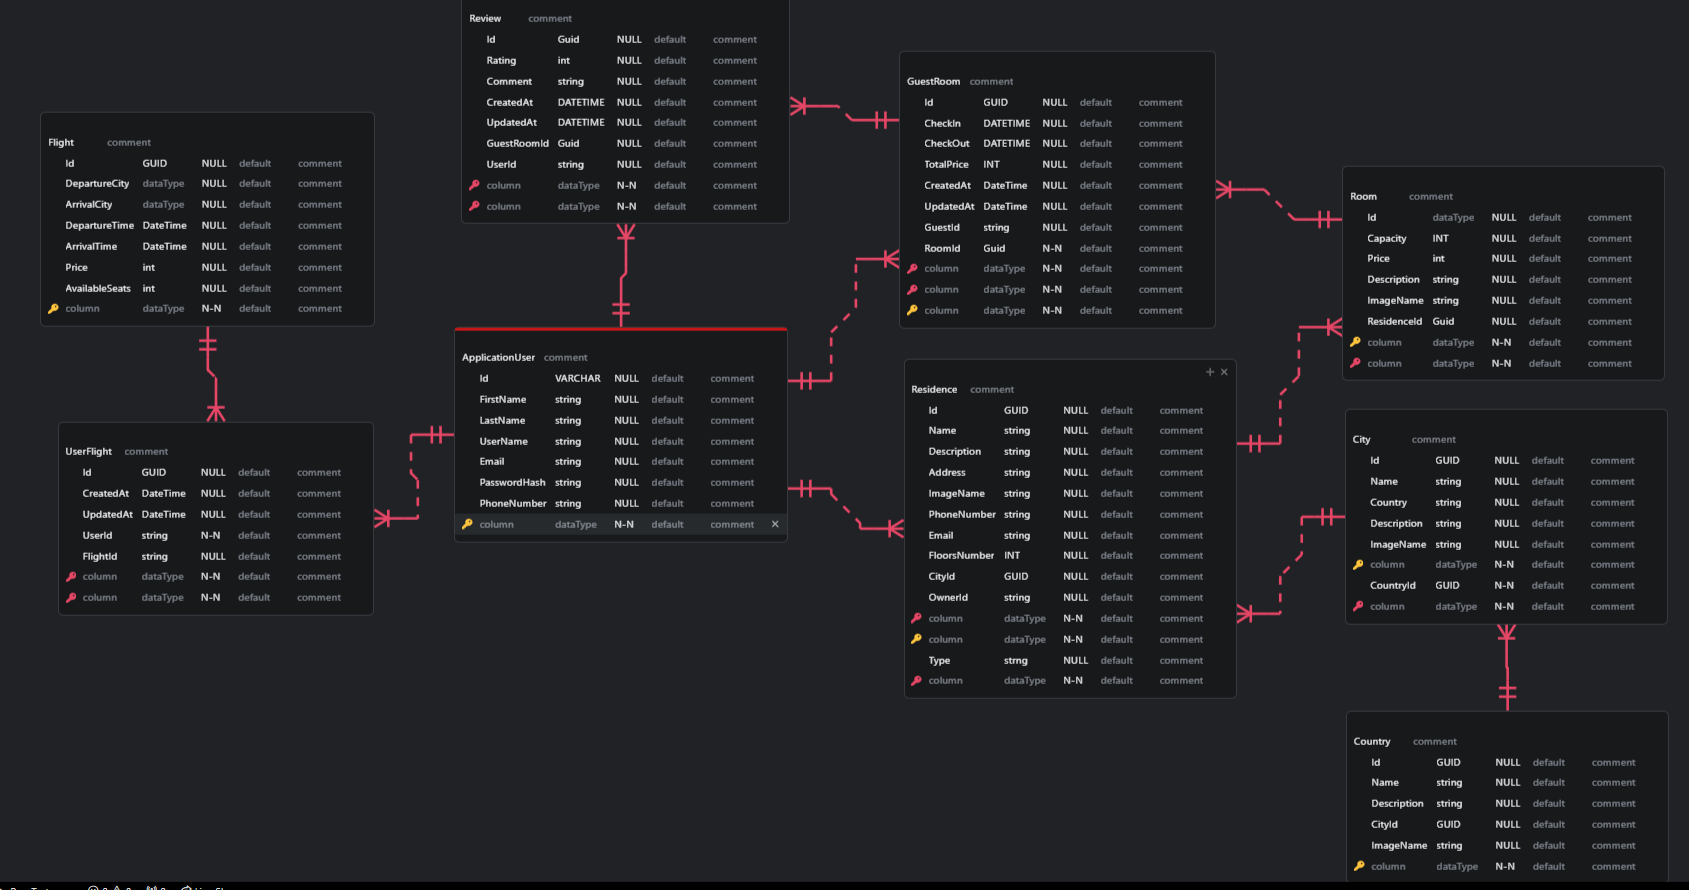 Review comment
Id Guid NULL default comment
Rating int NULL default comment
Comment string NULL default comment
CreatedAt DATETIME NULL default comment
UpdatedAt DATETIME NULL default comment
GuestRoomId Guid NULL default comment
UserId string NULL default comment
column dataType N-N default comment
column dataType N-N default comment
GuestRoom comment
Id GUID NULL default comment
CheckIn DATETIME NULL default comment
CheckOut DATETIME NULL default comment
TotalPrice INT NULL default comment
CreatedAt DateTime NULL default comment
UpdatedAt DateTime NULL default comment
GuestId string NULL default comment
RoomId Guid N-N default comment
column dataType N-N default comment
column dataType N-N default comment
column dataType N-N default comment
Flight comment
Id GUID NULL default comment
DepartureCity dataType NULL default comment
ArrivalCity dataType NULL default comment
DepartureTime DateTime NULL default comment
ArrivalTime DateTime NULL default comment
Price int NULL default comment
AvailableSeats int NULL default comment
column dataType N-N default comment
Room comment
Id dataType NULL default comment
Capacity INT NULL default comment
Price int NULL default comment
Description string NULL default comment
ImageName string NULL default comment
ResidenceId Guid NULL default comment
column dataType N-N default comment
column dataType N-N default comment
ApplicationUser comment
Id VARCHAR NULL default comment
FirstName string NULL default comment
LastName string NULL default comment
UserName string NULL default comment
Email string NULL default comment
PasswordHash string NULL default comment
PhoneNumber string NULL default comment
column dataType N-N default comment
Residence comment
Id GUID NULL default comment
Name string NULL default comment
Description string NULL default comment
Address string NULL default comment
ImageName string NULL default comment
PhoneNumber string NULL default comment
Email string NULL default comment
FloorsNumber INT NULL default comment
CityId GUID NULL default comment
OwnerId string NULL default comment
column dataType N-N default comment
column dataType N-N default comment
Type strng NULL default comment
column dataType N-N default comment
UserFlight comment
Id GUID NULL default comment
CreatedAt DateTime NULL default comment
UpdatedAt DateTime NULL default comment
UserId string N-N default comment
FlightId string NULL default comment
column dataType N-N default comment
column dataType N-N default comment
City comment
Id GUID NULL default comment
Name string NULL default comment
Country string NULL default comment
Description string NULL default comment
ImageName string NULL default comment
column dataType N-N default comment
CountryId GUID N-N default comment
column dataType N-N default comment
Country comment
Id GUID NULL default comment
Name string NULL default comment
Description string NULL default comment
CityId GUID NULL default comment
ImageName string NULL default comment
column dataType N-N default comment